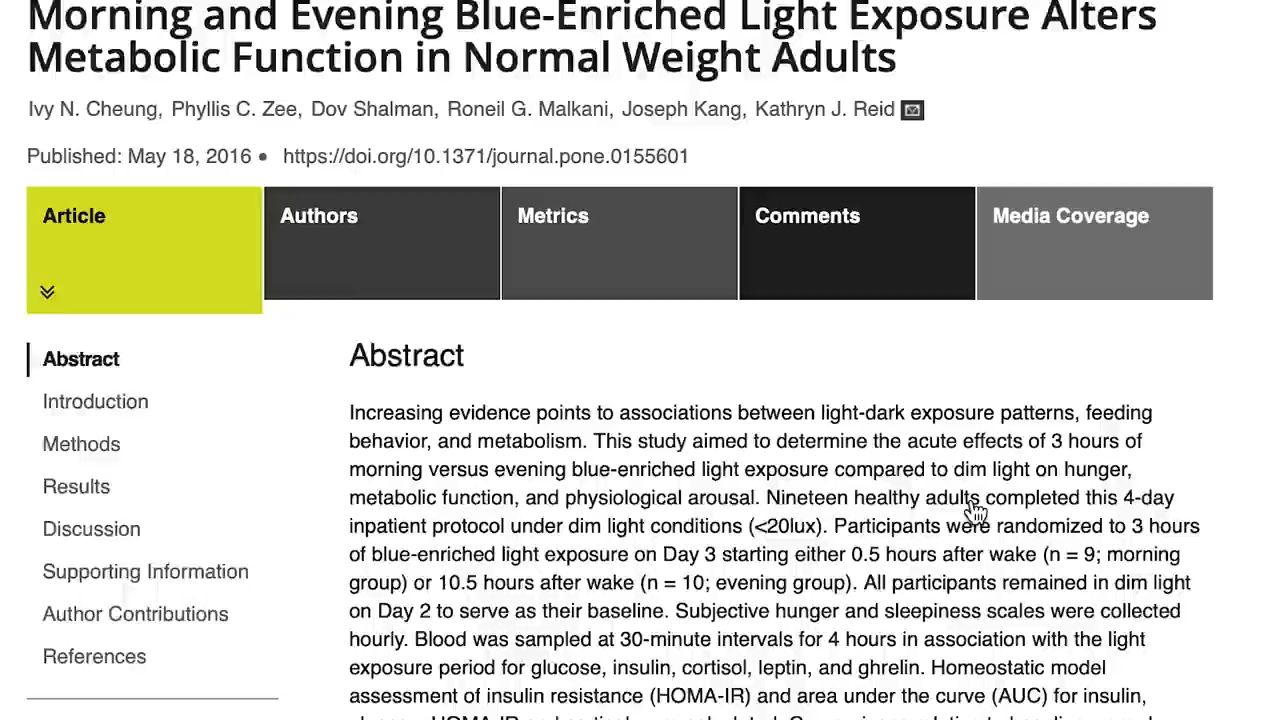 Morning and Evening Blue-Enriched Light Exposure Alters
Metabolic Function in Normal Weight Adults
Ivy N. Cheung, Phyllis C. Zee, Dov Shalman, Roneil G. Malkani, Joseph Kang, Kathryn J. Reid
Published: May 18, 2016 • https://doi.org/10.1371/journal.pone.0155601
Article
Authors
Metrics
Comments
Media Coverage
Abstract
Introduction
Methods
Results
Discussion
Supporting Information
Author Contributions
References
Abstract
Increasing evidence points to associations between light-dark exposure patterns, feeding
behavior, and metabolism. This study aimed to determine the acute effects of 3 hours of
morning versus evening blue-enriched light exposure compared to dim light on hunger,
metabolic function, and physiological arousal. Nineteen healthy adults completed this 4-day
inpatient protocol under dim light conditions (<20lux). Participants were randomized to 3 hours
of blue-enriched light exposure on Day 3 starting either 0.5 hours after wake (n = 9; morning
group) or 10.5 hours after wake (n = 10; evening group). All participants remained in dim light
on Day 2 to serve as their baseline. Subjective hunger and sleepiness scales were collected
hourly. Blood was sampled at 30-minute intervals for 4 hours in association with the light
exposure period for glucose, insulin, cortisol, leptin, and ghrelin. Homeostatic model
assessment of insulin resistance (HOMA-IR) and area under the curve (AUC) for insulin,